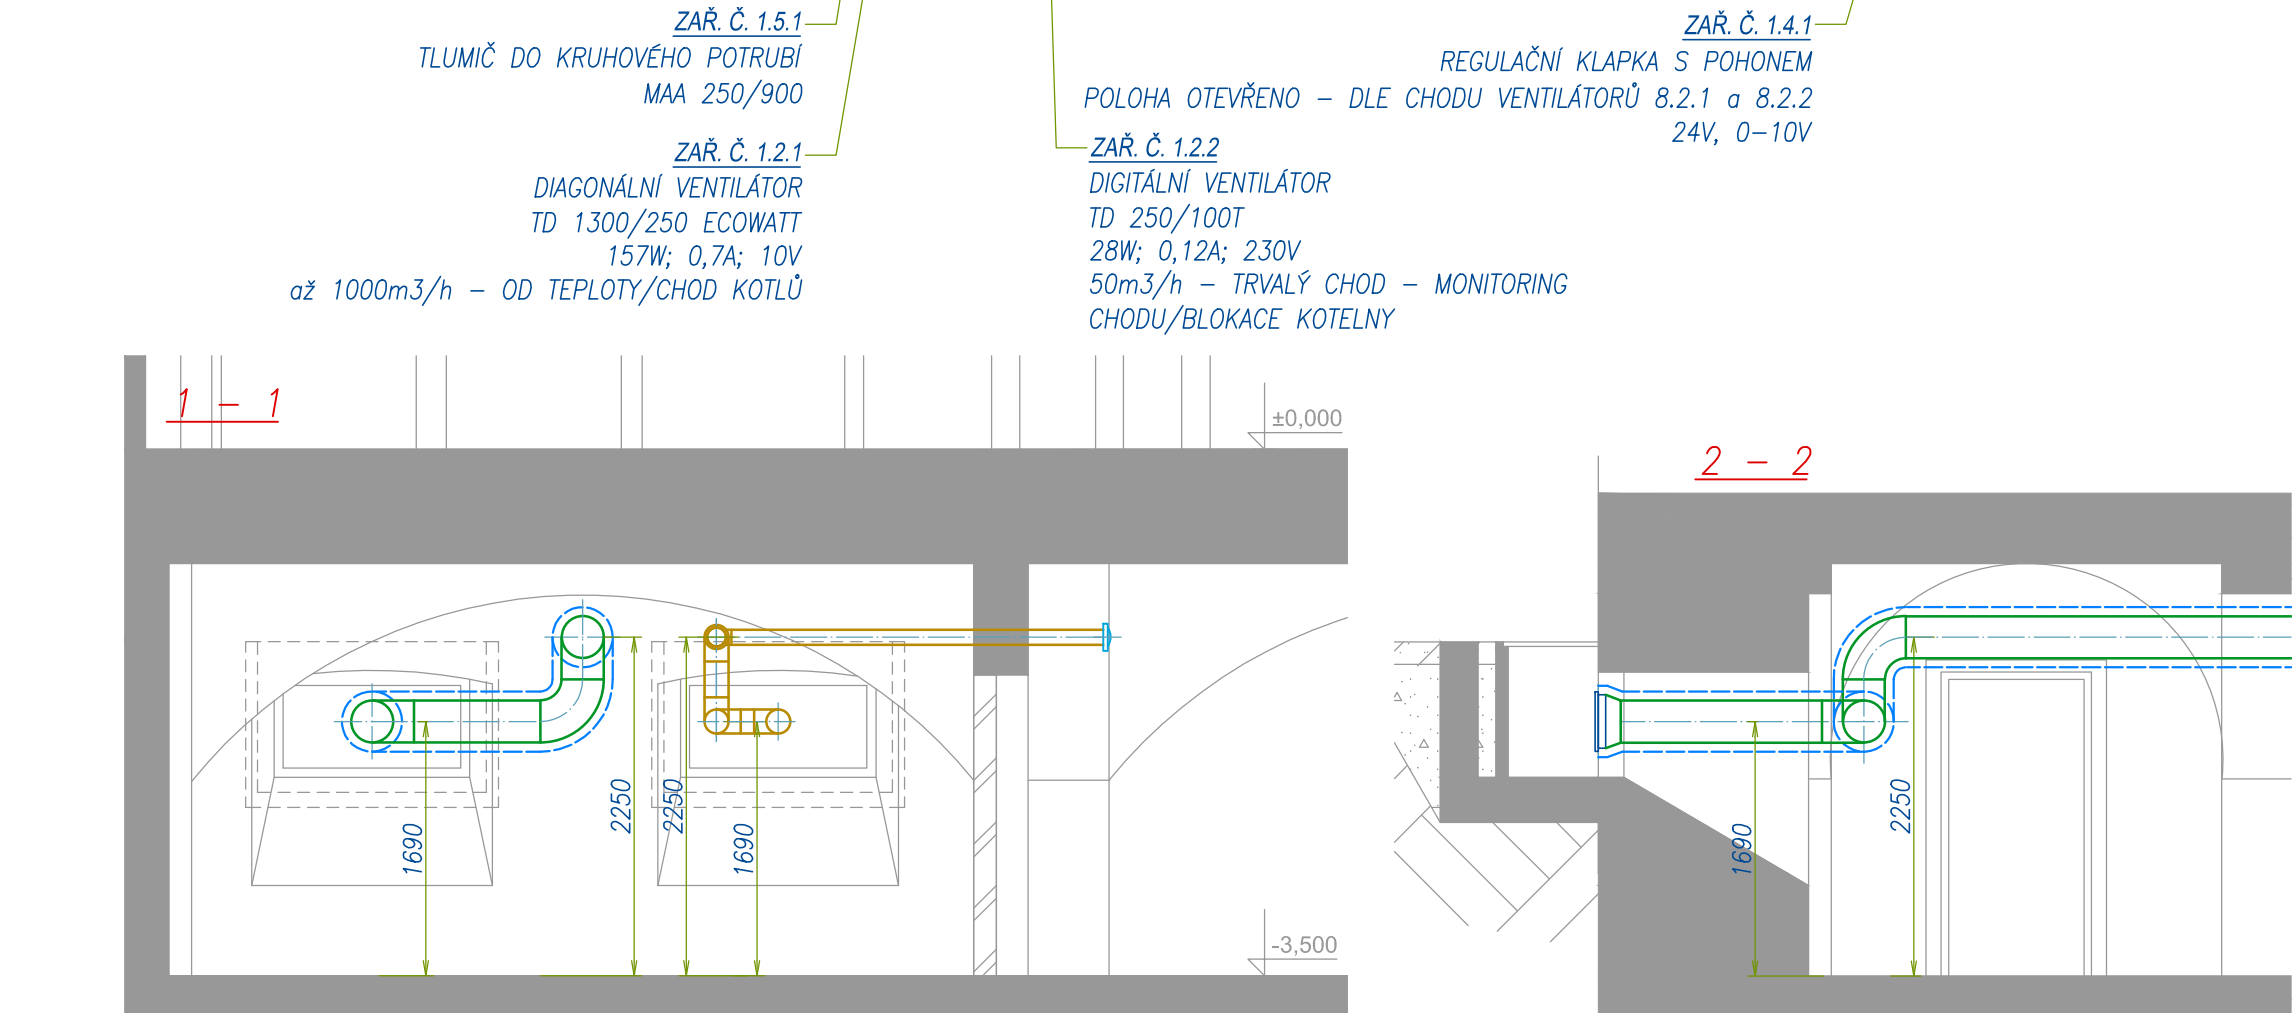 ZAŘ. Č. 1.5.1
TLUMIČ DO KRUHOVÉHO POTRUBÍ
MAA 250/900
ZAŘ. Č. 1.2.1
DIAGONÁLNÍ VENTILÁTOR
TD 1300/250 ECOWATT
157W; 0,7A; 10V
až 1000m3/h – OD TEPLOTY/CHOD KOTLŮ
ZAŘ. Č. 1.4.1
REGULAČNÍ KLAPKA S POHONEM
POLOHA OTEVŘENO – DLE CHODU VENTILÁTORŮ 8.2.1 a 8.2.2
24V, 0–10V
ZAŘ. Č. 1.2.2
DIGITÁLNÍ VENTILÁTOR
TD 250/100T
28W; 0,12A; 230V
50m3/h – TRVALÝ CHOD – MONITORING
CHODU/BLOKACE KOTELNY
1 – 1
±0,000
1690
2250
2250
1690
-3,500
2 – 2
1690
2250